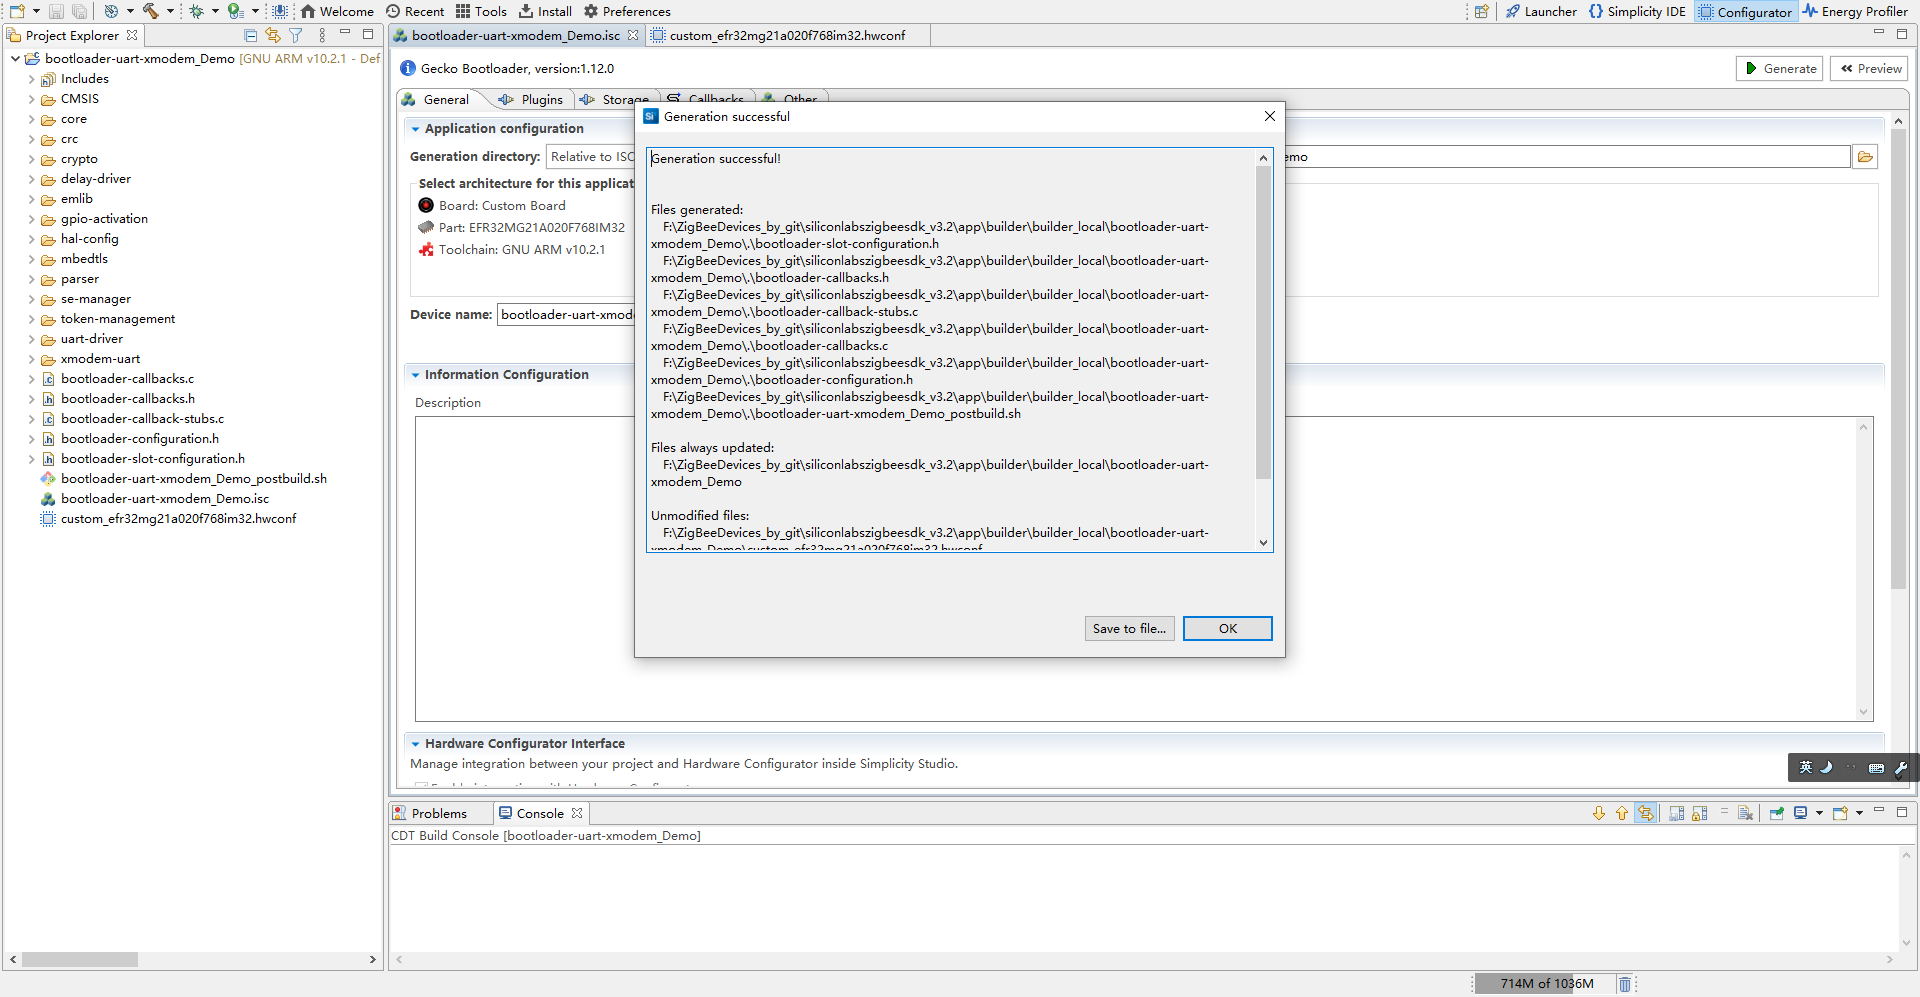 Welcome Recent Tools Install Preferences Launcher Simplicity IDE Configurator Energy Profiler
Project Explorer
bootloader-uart-xmodem_Demo [GNU ARM v10.2.1 - Def
Includes
CMSIS
core
crc
crypto
delay-driver
emlib
gpio-activation
hal-config
mbedtls
parser
se-manager
token-management
uart-driver
xmodem-uart
bootloader-callbacks.c
bootloader-callbacks.h
bootloader-callback-stubs.c
bootloader-configuration.h
bootloader-slot-configuration.h
bootloader-uart-xmodem_Demo_postbuild.sh
bootloader-uart-xmodem_Demo.isc
custom_efr32mg21a020f768im32.hwconf
bootloader-uart-xmodem_Demo.isc custom_efr32mg21a020f768im32.hwconf
Gecko Bootloader, version:1.12.0 Generate Preview
General Plugins Storage Callbacks Other
Application configuration
Generation directory: Relative to ISC emo
Select architecture for this applicat
Board: Custom Board
Part: EFR32MG21A020F768IM32
Toolchain: GNU ARM v10.2.1
Device name: bootloader-uart-xmod
Information Configuration
Description
Si Generation successful
Generation successful!
Files generated:
F:\ZigBeeDevices_by_git\siliconlabszigbeesdk_v3.2\app\builder\builder_local\bootloader-uart-
xmodem_Demo\.\bootloader-slot-configuration.h
F:\ZigBeeDevices_by_git\siliconlabszigbeesdk_v3.2\app\builder\builder_local\bootloader-uart-
xmodem_Demo\.\bootloader-callbacks.h
F:\ZigBeeDevices_by_git\siliconlabszigbeesdk_v3.2\app\builder\builder_local\bootloader-uart-
xmodem_Demo\.\bootloader-callback-stubs.c
F:\ZigBeeDevices_by_git\siliconlabszigbeesdk_v3.2\app\builder\builder_local\bootloader-uart-
xmodem_Demo\.\bootloader-callbacks.c
F:\ZigBeeDevices_by_git\siliconlabszigbeesdk_v3.2\app\builder\builder_local\bootloader-uart-
xmodem_Demo\.\bootloader-configuration.h
F:\ZigBeeDevices_by_git\siliconlabszigbeesdk_v3.2\app\builder\builder_local\bootloader-uart-
xmodem_Demo\.\bootloader-uart-xmodem_Demo_postbuild.sh
Files always updated:
F:\ZigBeeDevices_by_git\siliconlabszigbeesdk_v3.2\app\builder\builder_local\bootloader-uart-
xmodem_Demo
Unmodified files:
F:\ZigBeeDevices_by_git\siliconlabszigbeesdk_v3.2\app\builder\builder_local\bootloader-uart-
xmodem_Demo\custom_efr32mg21a020f768im32.hwconf
Save to file... OK
Hardware Configurator Interface
Manage integration between your project and Hardware Configurator inside Simplicity Studio.
英
Problems Console
CDT Build Console [bootloader-uart-xmodem_Demo]
714M of 1036M